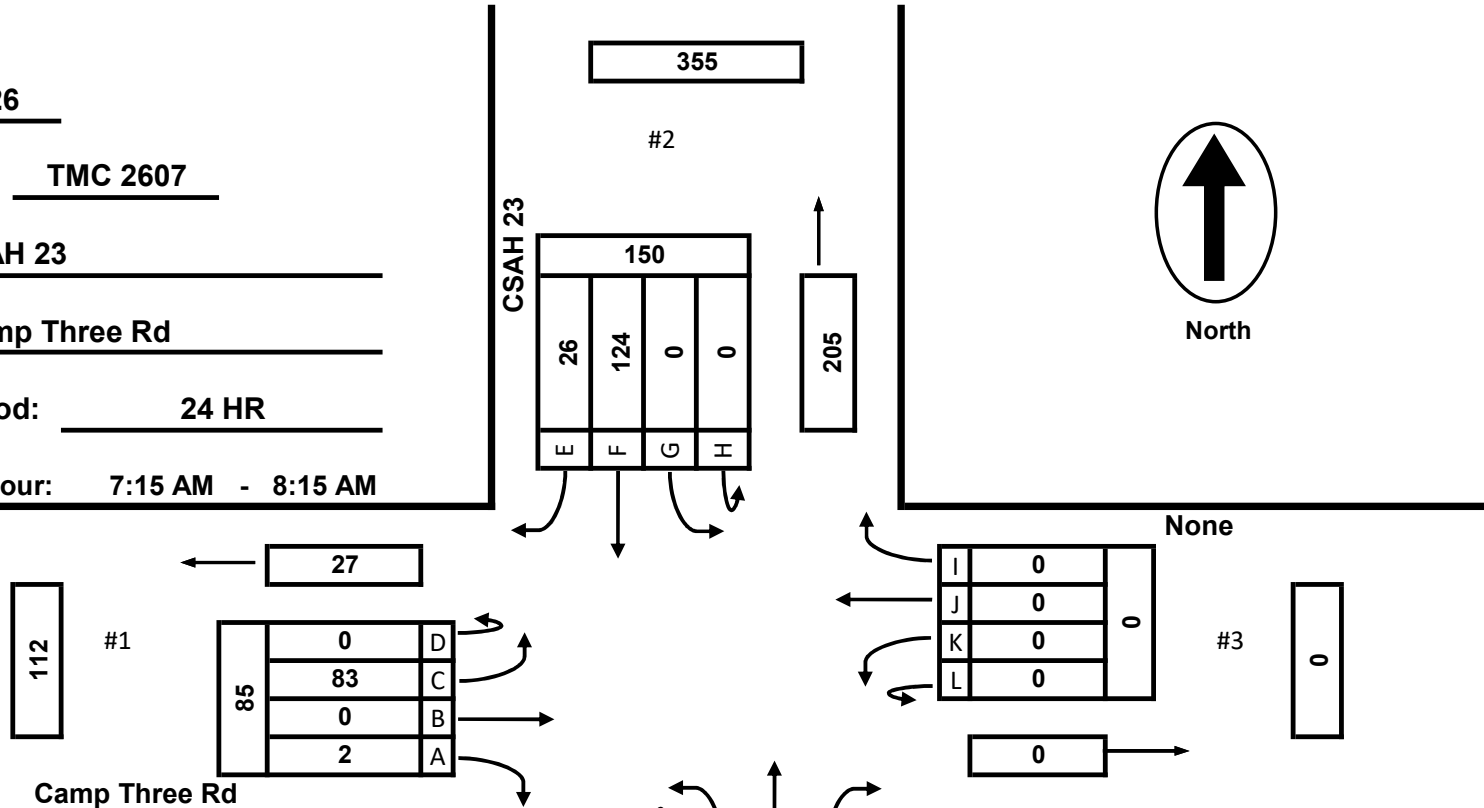 355
26
#2
TMC 2607
CSAH 23
150
AH 23
26 124 0 0
205
North
mp Three Rd
od: 24 HR
E F G H
our: 7:15 AM - 8:15 AM
None
27
I 0
J 0
K 0
L 0
0
#3
0
112
#1
85
0 D
83 C
0 B
2 A
0
Camp Three Rd